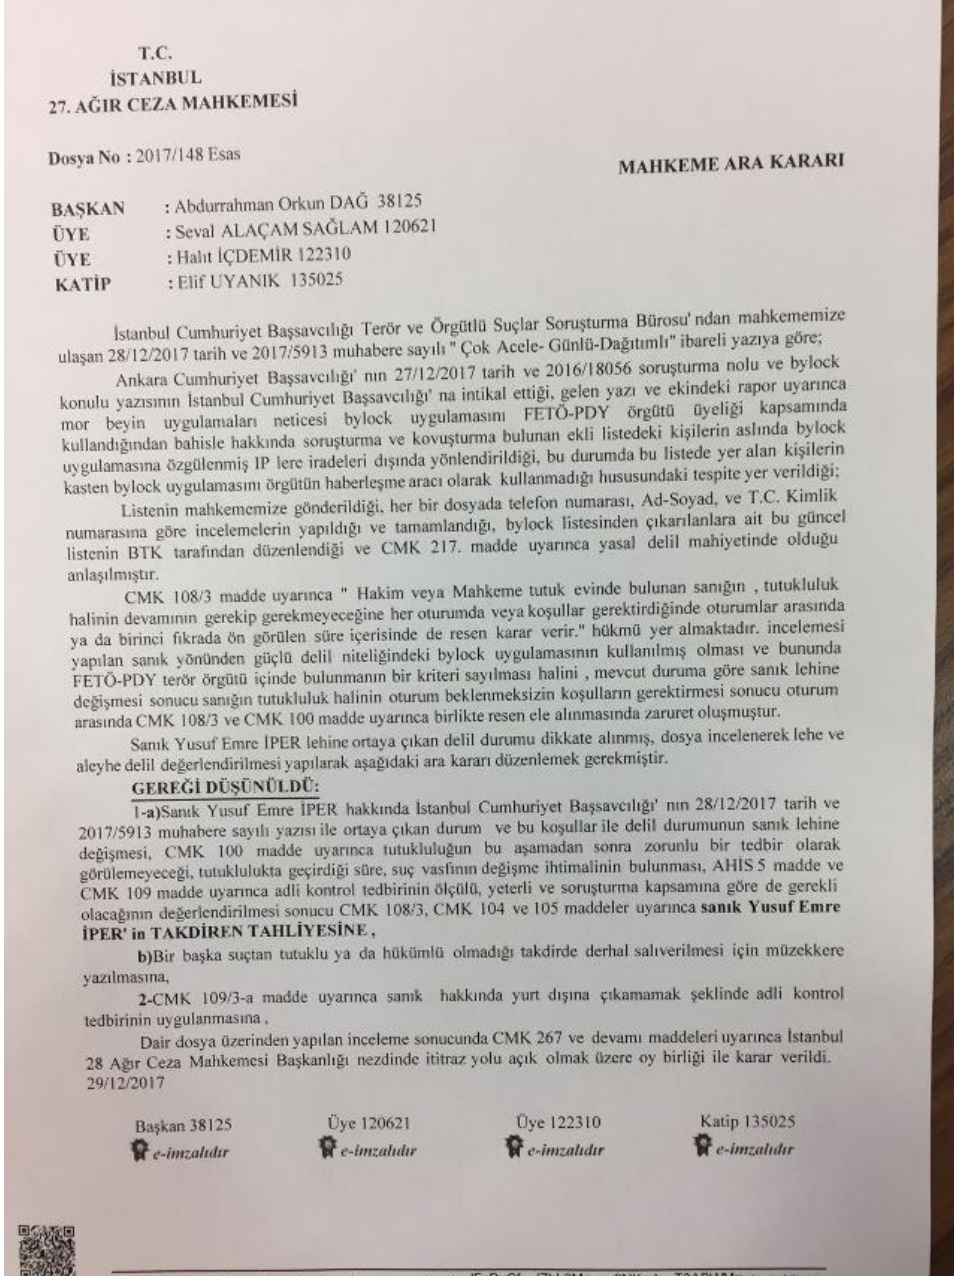 T.C.
İSTANBUL
27. AĞIR CEZA MAHKEMESİ
Dosya No : 2017/148 Esas
MAHKEME ARA KARARI
BAŞKAN : Abdurrahman Orkun DAĞ 38125
ÜYE : Seval ALAÇAM SAĞLAM 120621
ÜYE : Halit İÇDEMİR 122310
KATİP : Elif UYANIK 135025
İstanbul Cumhuriyet Başsavcılığı Terör ve Örgütlü Suçlar Soruşturma Bürosu' ndan mahkememize
ulaşan 28/12/2017 tarih ve 2017/5913 muhabere sayılı " Çok Acele- Günlü-Dağıtımlı" ibareli yazıya göre;
Ankara Cumhuriyet Başsavcılığı' nın 27/12/2017 tarih ve 2016/18056 soruşturma nolu ve bylock
konulu yazısının İstanbul Cumhuriyet Başsavcılığı' na intikal ettiği, gelen yazı ve ekindeki rapor uyarınca
mor beyin uygulamaları neticesi bylock uygulamasını FETÖ-PDY örgütü üyeliği kapsamında
kullandığından bahisle hakkında soruşturma ve kovuşturma bulunan ekli listedeki kişilerin aslında bylock
uygulamasına özgülenmiş IP lere iradeleri dışında yönlendirildiği, bu durumda bu listede yer alan kişilerin
kasten bylock uygulamasını örgütün haberleşme aracı olarak kullanmadığı hususundaki tespite yer verildiği;
Listenin mahkememize gönderildiği, her bir dosyada telefon numarası, Ad-Soyad, ve T.C. Kimlik
numarasına göre incelemelerin yapıldığı ve tamamlandığı, bylock listesinden çıkarılanlara ait bu güncel
listenin BTK tarafından düzenlendiği ve CMK 217. madde uyarınca yasal delil mahiyetinde olduğu
anlaşılmıştır.
CMK 108/3 madde uyarınca " Hakim veya Mahkeme tutuk evinde bulunan sanığın , tutukluluk
halinin devamının gerekip gerekmeyeceğine her oturumda veya koşullar gerektirdiğinde oturumlar arasında
ya da birinci fıkrada ön görülen süre içerisinde de resen karar verir." hükmü yer almaktadır. incelemesi
yapılan sanık yönünden güçlü delil niteliğindeki bylock uygulamasının kullanılmış olması ve bununda
FETÖ-PDY terör örgütü içinde bulunmanın bir kriteri sayılması halini , mevcut duruma göre sanık lehine
değişmesi sonucu sanığın tutukluluk halinin oturum beklenmeksizin koşulların gerektirmesi sonucu oturum
arasında CMK 108/3 ve CMK 100 madde uyarınca birlikte resen ele alınmasında zaruret oluşmuştur.
Sanık Yusuf Emre İPER lehine ortaya çıkan delil durumu dikkate alınmış, dosya incelenerek lehe ve
aleyhe delil değerlendirilmesi yapılarak aşağıdaki ara kararı düzenlemek gerekmiştir.
GEREĞİ DÜŞÜNÜLDÜ:
1-a)Sanık Yusuf Emre İPER hakkında İstanbul Cumhuriyet Başsavcılığı' nın 28/12/2017 tarih ve
2017/5913 muhabere sayılı yazısı ile ortaya çıkan durum ve bu koşullar ile delil durumunun sanık lehine
değişmesi, CMK 100 madde uyarınca tutukluluğun bu aşamadan sonra zorunlu bir tedbir olarak
görülemeyeceği, tutuklulukta geçirdiği süre, suç vasfının değişme ihtimalinin bulunması, AHİS 5 madde ve
CMK 109 madde uyarınca adli kontrol tedbirinin ölçülü, yeterli ve soruşturma kapsamına göre de gerekli
olacağının değerlendirilmesi sonucu CMK 108/3, CMK 104 ve 105 maddeler uyarınca sanık Yusuf Emre
İPER' in TAKDİREN TAHLİYESİNE ,
b)Bir başka suçtan tutuklu ya da hükümlü olmadığı takdirde derhal salıverilmesi için müzekkere
yazılmasına,
2-CMK 109/3-a madde uyarınca sanık hakkında yurt dışına çıkamamak şeklinde adli kontrol
tedbirinin uygulanmasına ,
Dair dosya üzerinden yapılan inceleme sonucunda CMK 267 ve devamı maddeleri uyarınca İstanbul
28 Ağır Ceza Mahkemesi Başkanlığı nezdinde ititraz yolu açık olmak üzere oy birliği ile karar verildi.
29/12/2017
Başkan 38125 Üye 120621 Üye 122310 Katip 135025
e-imzalıdır e-imzalıdır e-imzalıdır e-imzalıdır